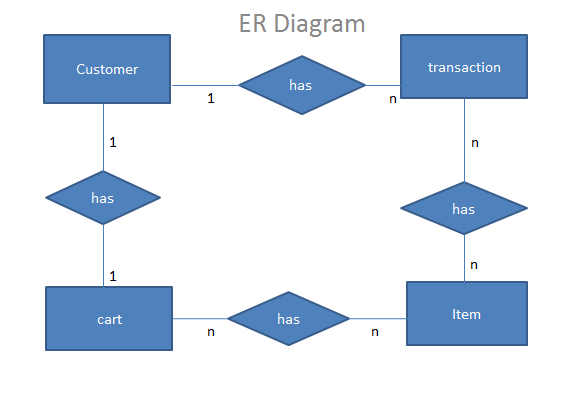 ER Diagram
Customer
has
transaction
1
n
1
n
has
has
1
n
cart
has
Item
n
n